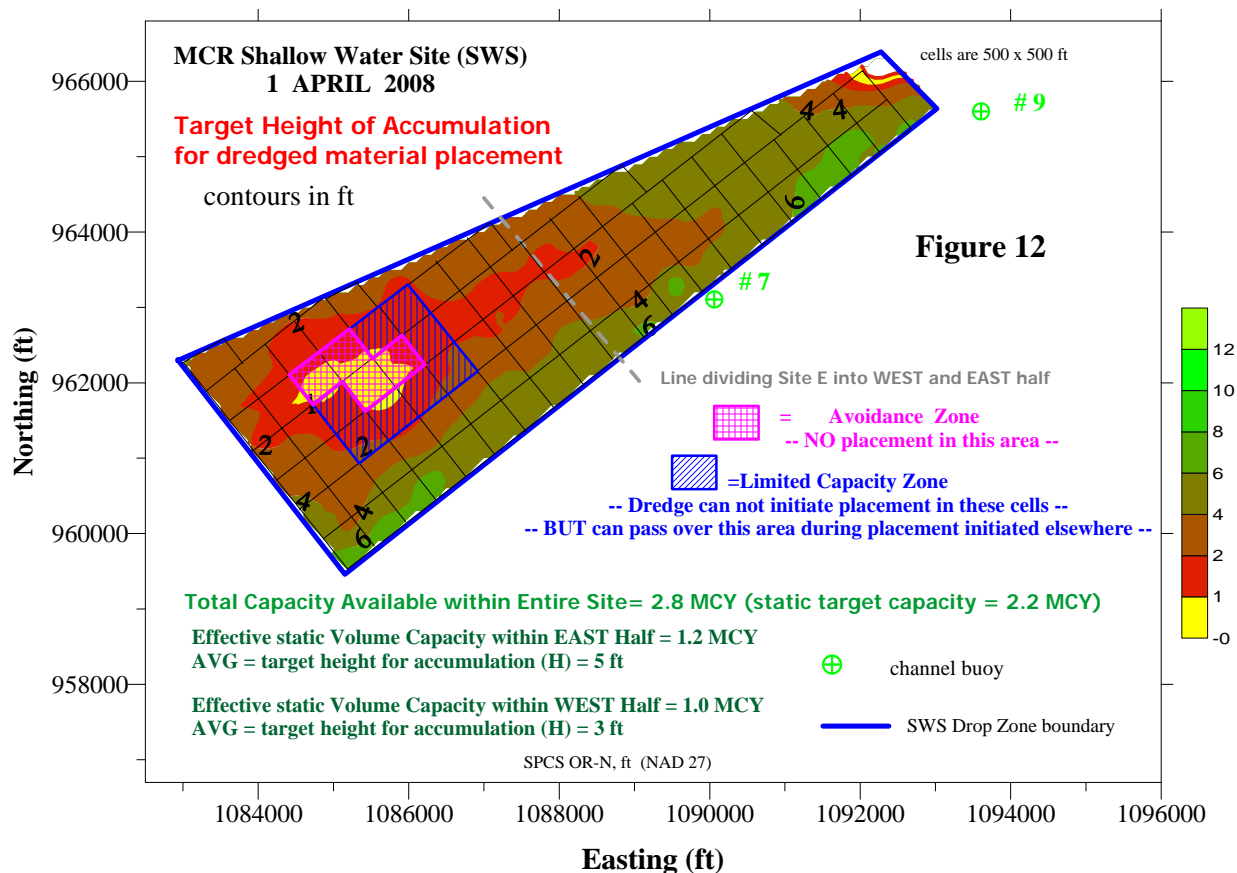 MCR Shallow Water Site (SWS)
1 APRIL 2008
cells are 500 x 500 ft
Target Height of Accumulation
for dredged material placement
contours in ft
# 9
# 7
Figure 12
4
4
6
2
4
6
2
1
2
2
4
4
6
Line dividing Site E into WEST and EAST half
= Avoidance Zone
-- NO placement in this area --
=Limited Capacity Zone
-- Dredge can not initiate placement in these cells --
-- BUT can pass over this area during placement initiated elsewhere --
Total Capacity Available within Entire Site= 2.8 MCY (static target capacity = 2.2 MCY)
Effective static Volume Capacity within EAST Half = 1.2 MCY
AVG = target height for accumulation (H) = 5 ft
Effective static Volume Capacity within WEST Half = 1.0 MCY
AVG = target height for accumulation (H) = 3 ft
channel buoy
SWS Drop Zone boundary
SPCS OR-N, ft (NAD 27)
12
10
8
6
4
2
1
-0
966000
964000
962000
960000
958000
Northing (ft)
1084000 1086000 1088000 1090000 1092000 1094000 1096000
Easting (ft)